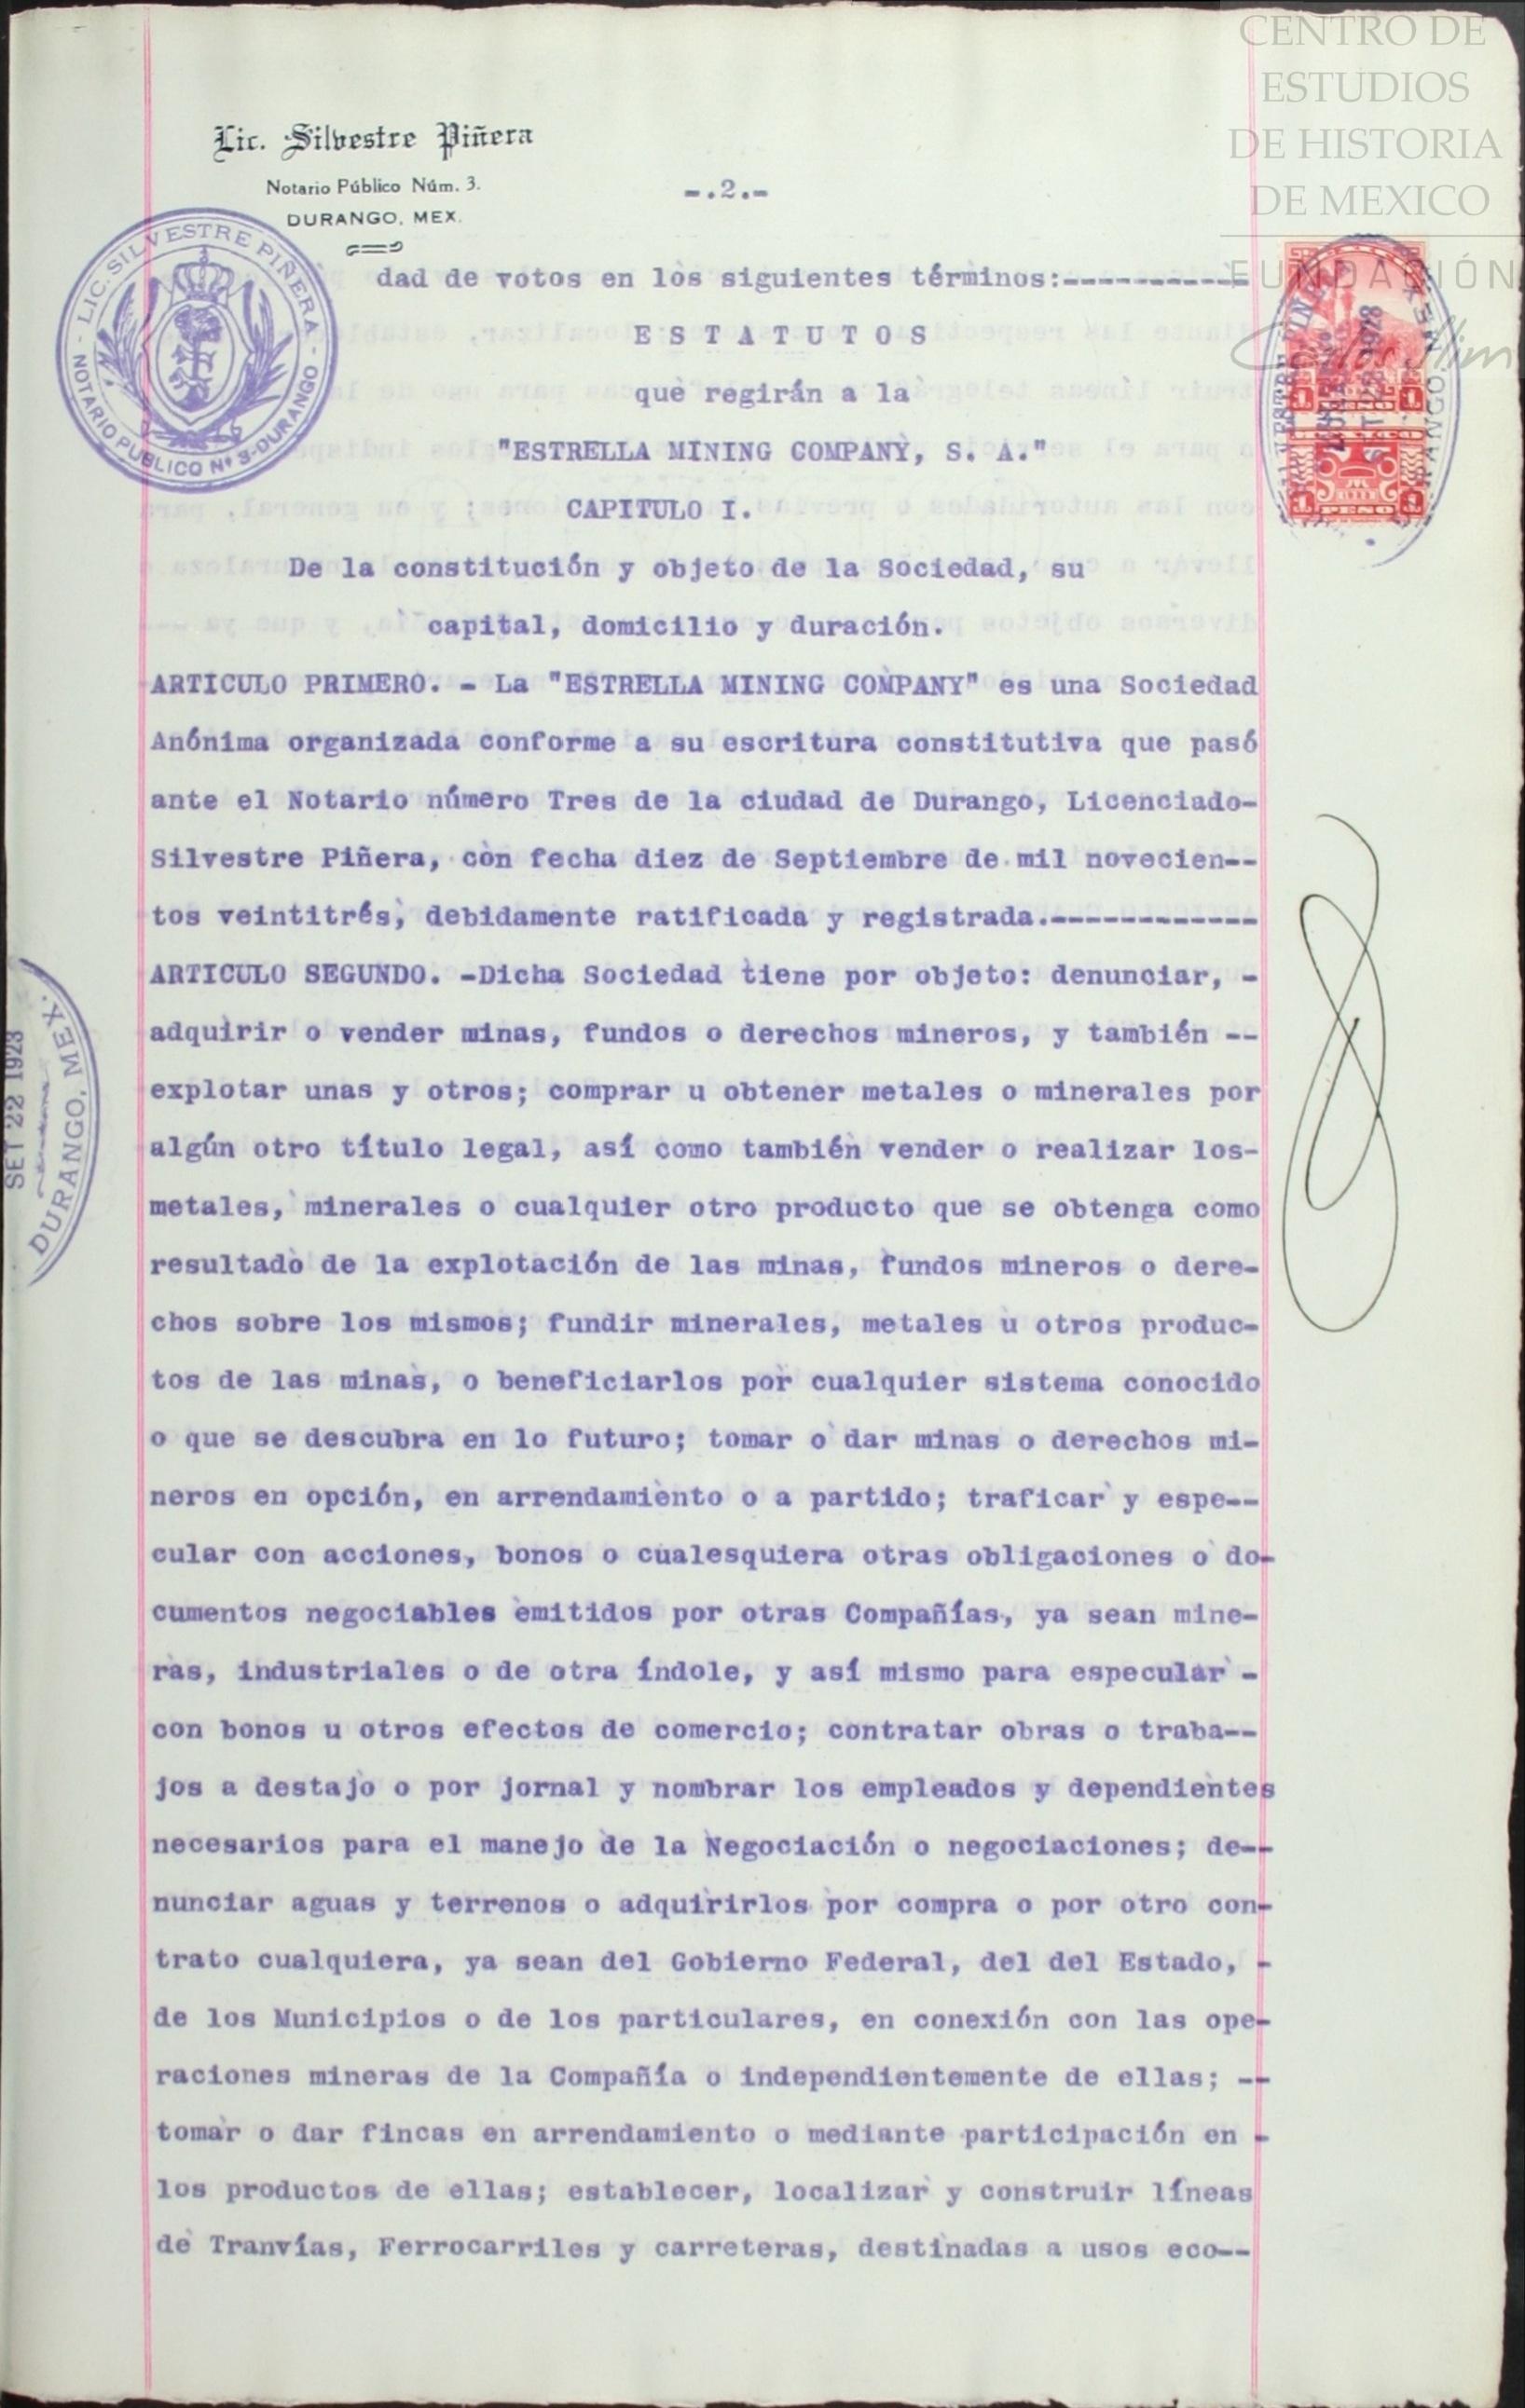 CENTRO DE
ESTUDIOS
DE HISTORIA
DE MEXICO
FUNDACIÓN
Carlos Slim
Lic. Silvestre Piñera
Notario Público Núm. 3.
DURANGO, MEX.
-.2.-
LIC. SILVESTRE PIÑERA -
NOTARIO PUBLICO Nº 3-DURANGO
dad de votos en los siguientes términos:-----------
E S T A T U T O S
que regirán a la
"ESTRELLA MINING COMPANY, S. A."
CAPITULO I.
De la constitución y objeto de la Sociedad, su
capital, domicilio y duración.
ARTICULO PRIMERO. - La "ESTRELLA MINING COMPANY" es una Sociedad
Anónima organizada conforme a su escritura constitutiva que pasó
ante el Notario número Tres de la ciudad de Durango, Licenciado-
Silvestre Piñera, con fecha diez de Septiembre de mil novecien--
tos veintitrés, debidamente ratificada y registrada.------------
ARTICULO SEGUNDO. -Dicha Sociedad tiene por objeto: denunciar, -
adquirir o vender minas, fundos o derechos mineros, y también --
explotar unas y otros; comprar u obtener metales o minerales por
algún otro título legal, así como también vender o realizar los-
metales, minerales o cualquier otro producto que se obtenga como
resultado de la explotación de las minas, fundos mineros o dere-
chos sobre los mismos; fundir minerales, metales u otros produc-
tos de las minas, o beneficiarlos por cualquier sistema conocido
o que se descubra en lo futuro; tomar o dar minas o derechos mi-
neros en opción, en arrendamiento o a partido; traficar y espe--
cular con acciones, bonos o cualesquiera otras obligaciones o do-
cumentos negociables emitidos por otras Compañías, ya sean mine-
ras, industriales o de otra índole, y así mismo para especular -
con bonos u otros efectos de comercio; contratar obras o traba--
jos a destajo o por jornal y nombrar los empleados y dependientes
necesarios para el manejo de la Negociación o negociaciones; de--
nunciar aguas y terrenos o adquirirlos por compra o por otro con-
trato cualquiera, ya sean del Gobierno Federal, del del Estado, -
de los Municipios o de los particulares, en conexión con las ope-
raciones mineras de la Compañía o independientemente de ellas; --
tomar o dar fincas en arrendamiento o mediante participación en -
los productos de ellas; establecer, localizar y construir líneas
de Tranvías, Ferrocarriles y carreteras, destinadas a usos eco--
SET 22 1928
DURANGO, MEX.
SET 22 1928
1
1
PESO